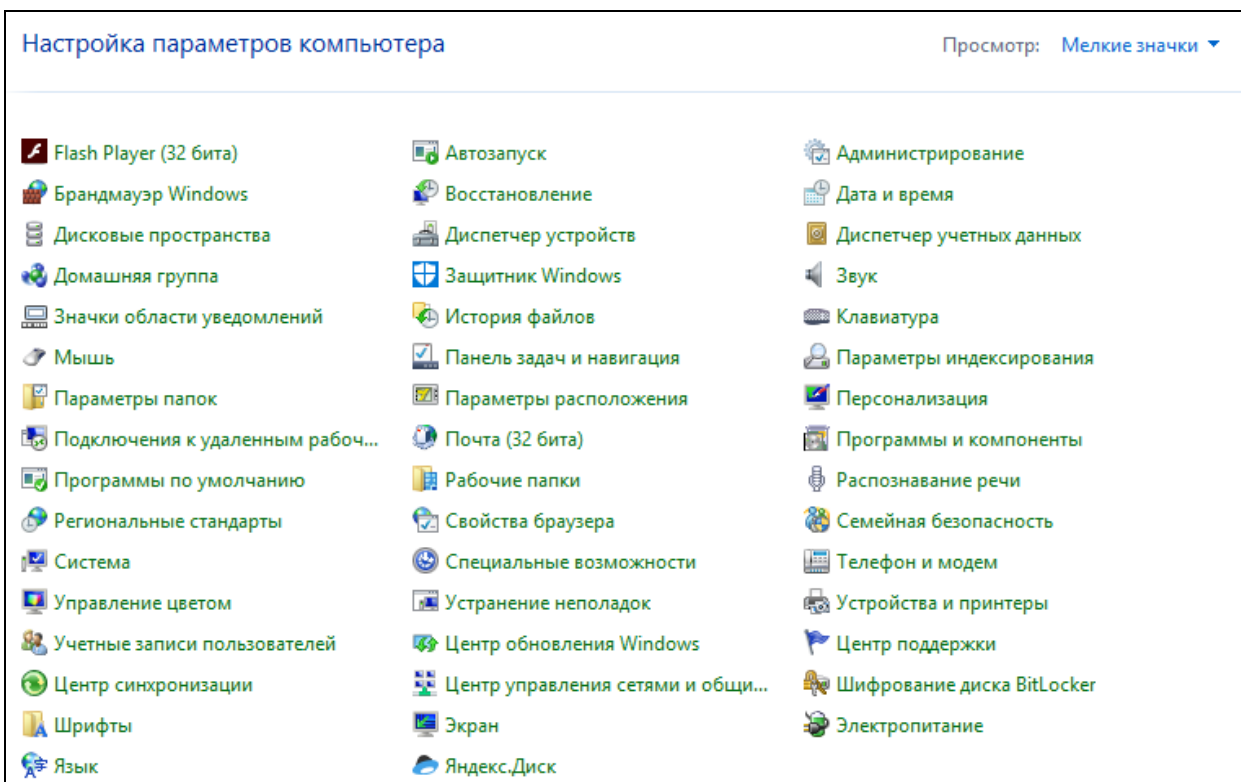 Настройка параметров компьютера
Просмотр: Мелкие значки
Flash Player (32 бита) Автозапуск Администрирование
Брандмауэр Windows Восстановление Дата и время
Дисковые пространства Диспетчер устройств Диспетчер учетных данных
Домашняя группа Защитник Windows Звук
Значки области уведомлений История файлов Клавиатура
Мышь Панель задач и навигация Параметры индексирования
Параметры папок Параметры расположения Персонализация
Подключения к удаленным рабоч... Почта (32 бита) Программы и компоненты
Программы по умолчанию Рабочие папки Распознавание речи
Региональные стандарты Свойства браузера Семейная безопасность
Система Специальные возможности Телефон и модем
Управление цветом Устранение неполадок Устройства и принтеры
Учетные записи пользователей Центр обновления Windows Центр поддержки
Центр синхронизации Центр управления сетями и общи... Шифрование диска BitLocker
Шрифты Экран Электропитание
Язык Яндекс.Диск